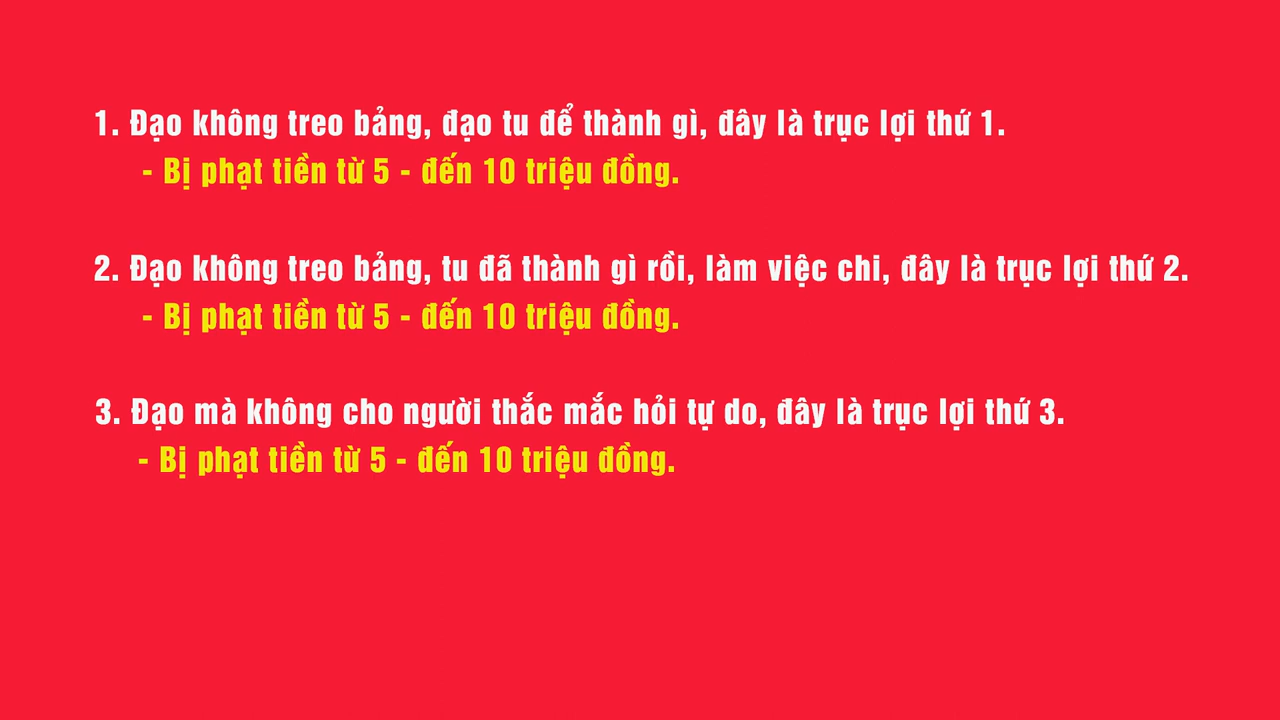 1. Đạo không treo bảng, đạo tu để thành gì, đây là trục lợi thứ 1.
- Bị phạt tiền từ 5 - đến 10 triệu đồng.
2. Đạo không treo bảng, tu đã thành gì rồi, làm việc chi, đây là trục lợi thứ 2.
- Bị phạt tiền từ 5 - đến 10 triệu đồng.
3. Đạo mà không cho người thắc mắc hỏi tự do, đây là trục lợi thứ 3.
- Bị phạt tiền từ 5 - đến 10 triệu đồng.